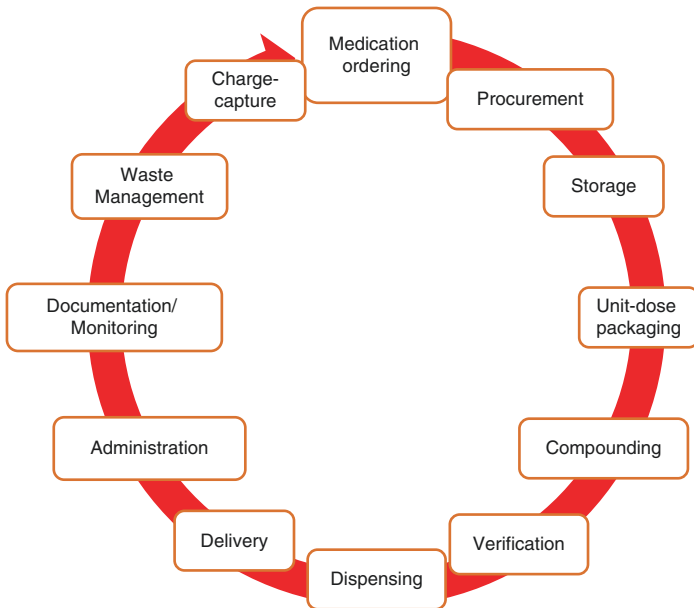 Medication
ordering
Procurement
Storage
Unit-dose
packaging
Compounding
Verification
Dispensing
Delivery
Administration
Documentation/
Monitoring
Waste
Management
Charge-
capture